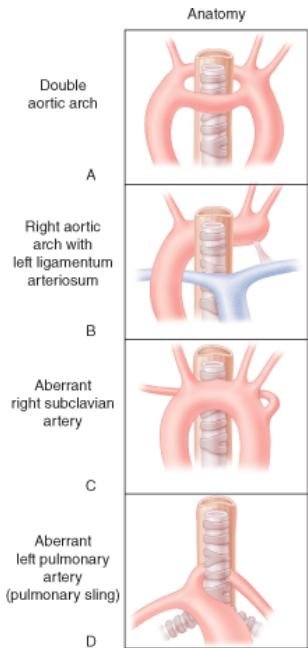 Anatomy
Double
aortic arch
A
Right aortic
arch with
left ligamentum
arteriosum
B
Aberrant
right subclavian
artery
C
Aberrant
left pulmonary
artery
(pulmonary sling)
D